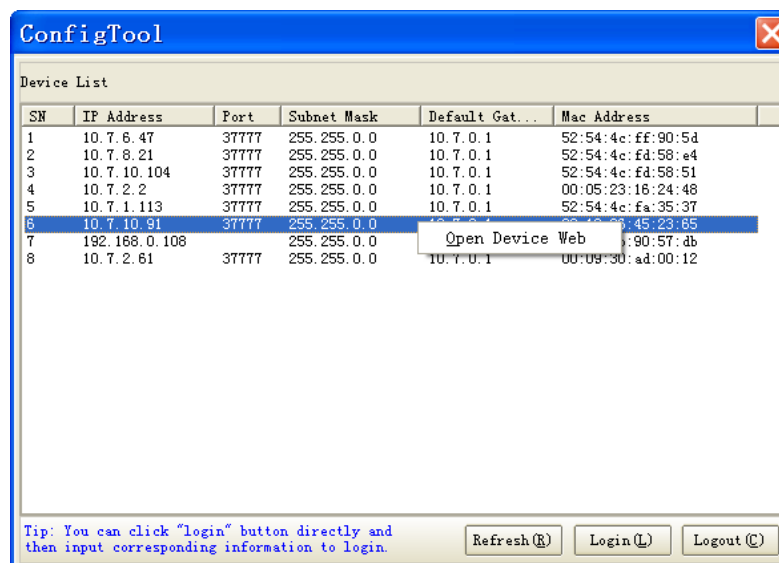 ConfigTool
Device List
SN IP Address Port Subnet Mask Default Gat... Mac Address
1 10.7.6.47 37777 255.255.0.0 10.7.0.1 52:54:4c:ff:90:5d
2 10.7.8.21 37777 255.255.0.0 10.7.0.1 52:54:4c:fd:58:e4
3 10.7.10.104 37777 255.255.0.0 10.7.0.1 52:54:4c:fd:58:51
4 10.7.2.2 37777 255.255.0.0 10.7.0.1 00:05:23:16:24:48
5 10.7.1.113 37777 255.255.0.0 10.7.0.1 52:54:4c:fa:35:37
6 10.7.10.91 37777 255.255.0.0 :45:23:65
Open Device Web
7 192.168.0.108 255.255.0.0 :90:57:db
8 10.7.2.61 37777 255.255.0.0 10.7.0.1 00:09:30:ad:00:12
Tip: You can click "login" button directly and
then input corresponding information to login.
Refresh(R) Login(L) Logout(C)